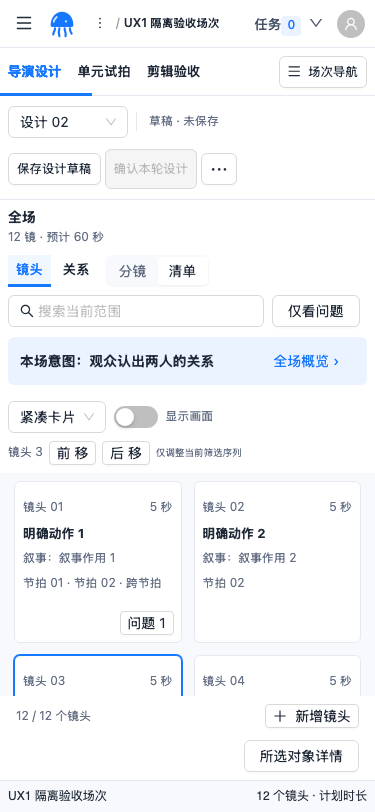 / UX1 隔离验收场次 任务 0
导演设计 单元试拍 剪辑验收 场次导航
设计 02 草稿 · 未保存
保存设计草稿 确认本轮设计 ···
全场
12 镜 · 预计 60 秒
镜头 关系 分镜 清单
搜索当前范围 仅看问题
本场意图：观众认出两人的关系 全场概览 ›
紧凑卡片 显示画面
镜头 3 前 移 后 移 仅调整当前筛选序列
镜头 01 5 秒
明确动作 1
叙事：叙事作用 1
节拍 01 · 节拍 02 · 跨节拍
问题 1
镜头 02 5 秒
明确动作 2
叙事：叙事作用 2
节拍 02
镜头 03 5 秒
镜头 04 5 秒
12 / 12 个镜头 新增镜头
所选对象详情
UX1 隔离验收场次 12 个镜头 · 计划时长